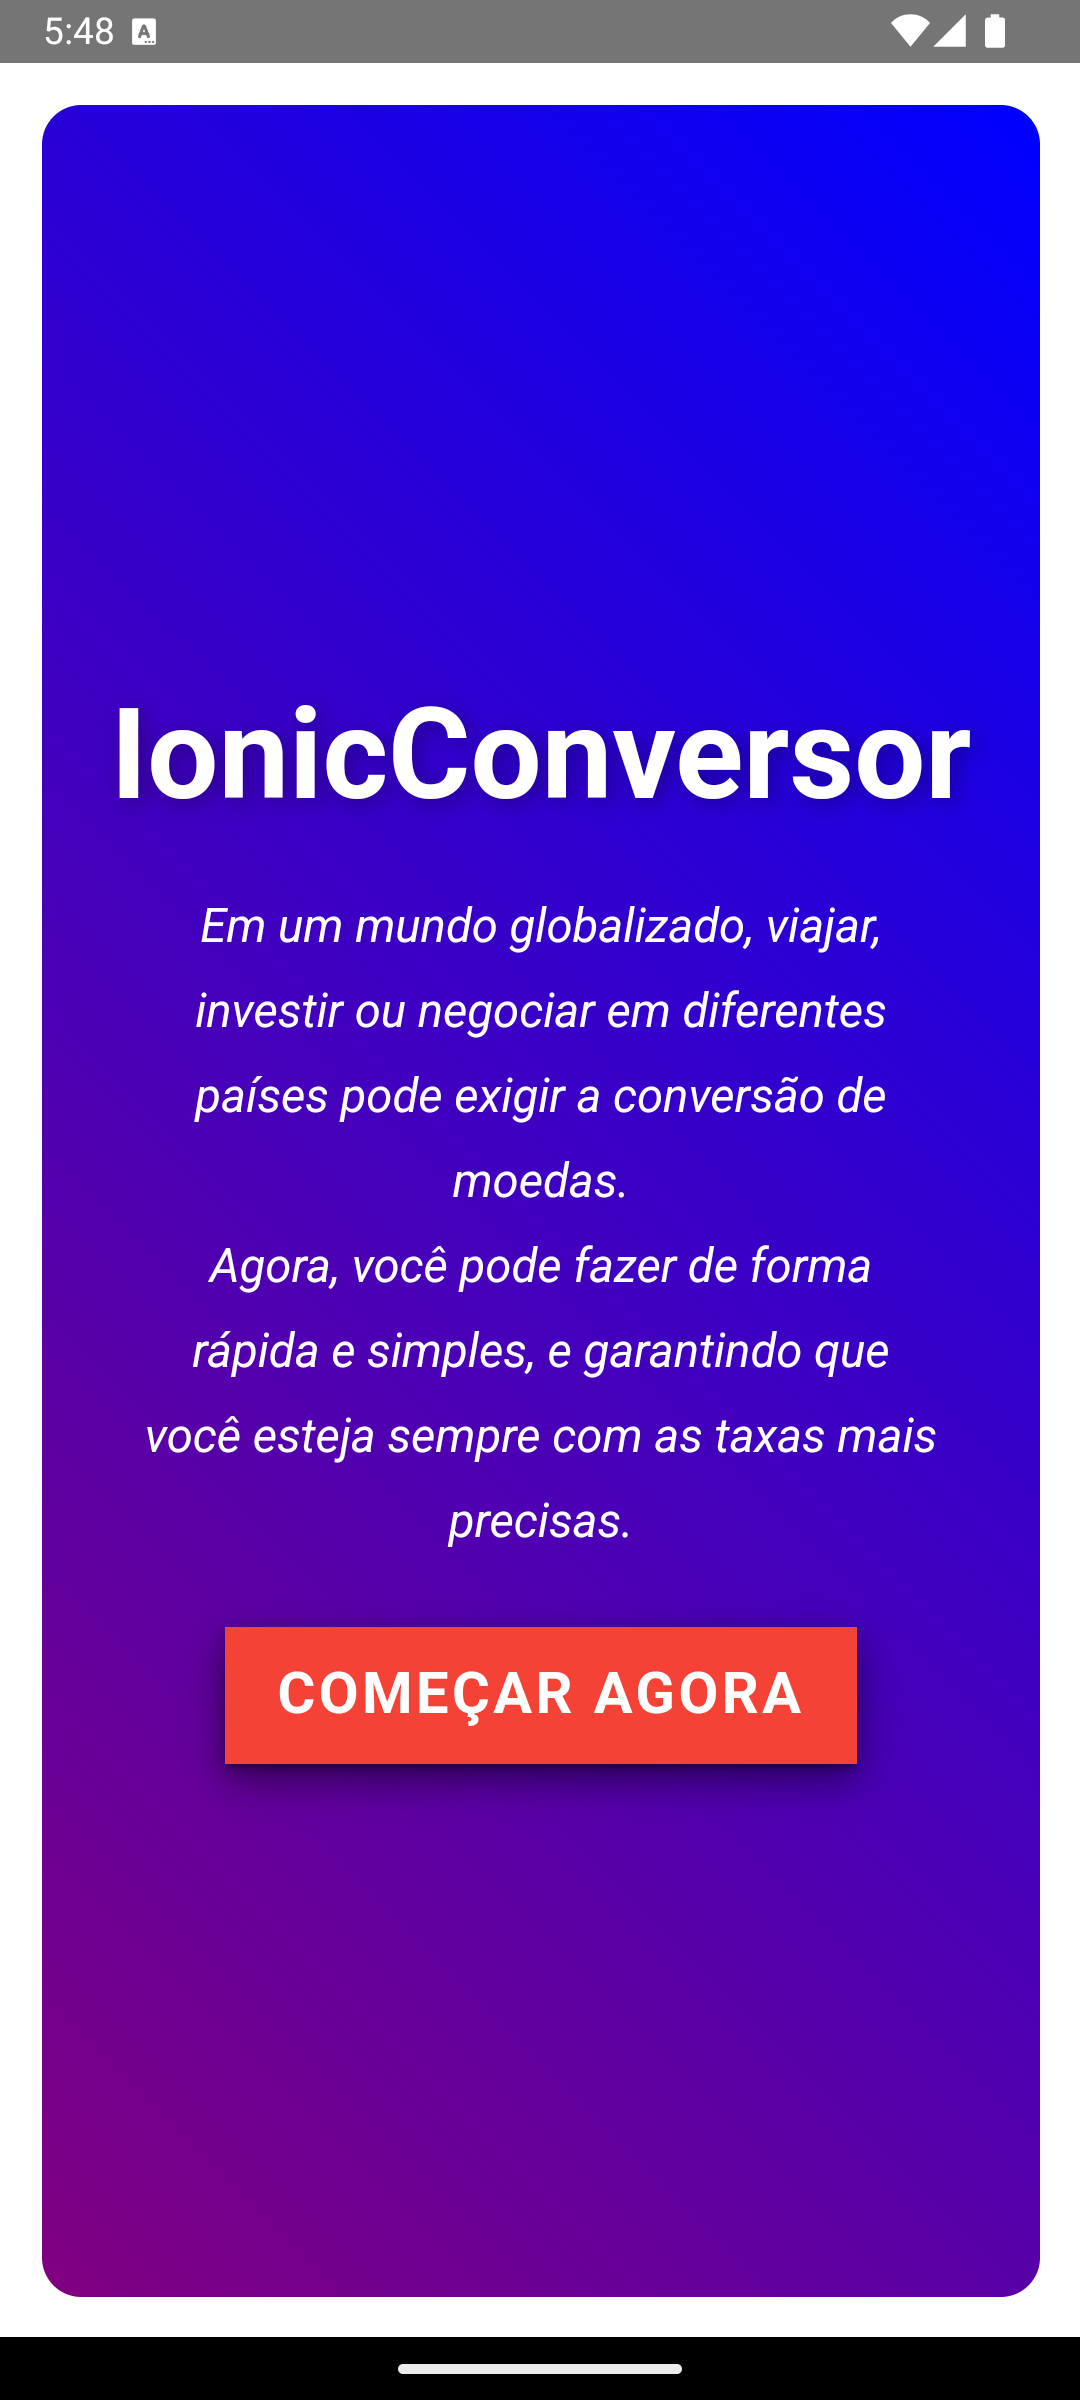 5:48
IonicConversor
Em um mundo globalizado, viajar,
investir ou negociar em diferentes
países pode exigir a conversão de
moedas.
Agora, você pode fazer de forma
rápida e simples, e garantindo que
você esteja sempre com as taxas mais
precisas.
COMEÇAR AGORA